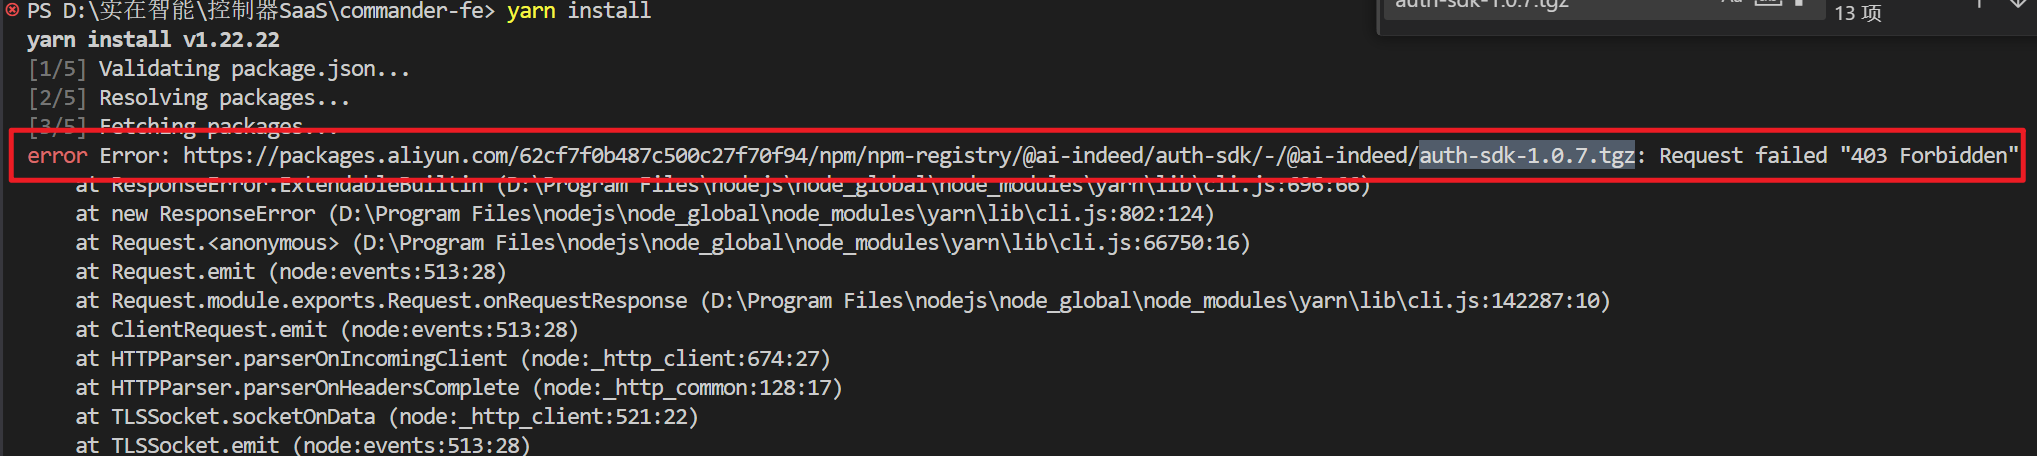 PS D:\实在智能\控制器SaaS\commander-fe> yarn install
auth-sdk-1.0.7.tgz
13 项
yarn install v1.22.22
[1/5] Validating package.json...
[2/5] Resolving packages...
[3/5] Fetching packages...
error Error: https://packages.aliyun.com/62cf7f0b487c500c27f70f94/npm/npm-registry/@ai-indeed/auth-sdk/-/@ai-indeed/auth-sdk-1.0.7.tgz: Request failed "403 Forbidden"
at ResponseError.ExtendableBuiltin (D:\Program Files\nodejs\node_global\node_modules\yarn\lib\cli.js:696:66)
at new ResponseError (D:\Program Files\nodejs\node_global\node_modules\yarn\lib\cli.js:802:124)
at Request.<anonymous> (D:\Program Files\nodejs\node_global\node_modules\yarn\lib\cli.js:66750:16)
at Request.emit (node:events:513:28)
at Request.module.exports.Request.onRequestResponse (D:\Program Files\nodejs\node_global\node_modules\yarn\lib\cli.js:142287:10)
at ClientRequest.emit (node:events:513:28)
at HTTPParser.parserOnIncomingClient (node:_http_client:674:27)
at HTTPParser.parserOnHeadersComplete (node:_http_common:128:17)
at TLSSocket.socketOnData (node:_http_client:521:22)
at TLSSocket.emit (node:events:513:28)